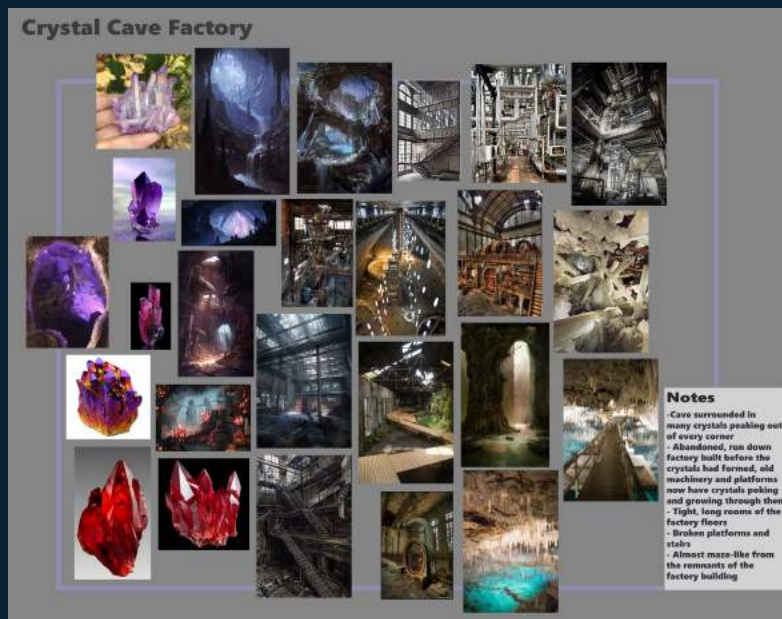 Crystal Cave Factory
Notes
-Cave surrounded in
many crystals peaking out
of every corner
- Abandoned, run down
factory built before the
crystals had formed, old
machinery and platforms
now have crystals poking
and growing through them
- Tight, long rooms of the
factory floors
- Broken platforms and
stairs
- Almost maze-like from
the remnants of the
factory building